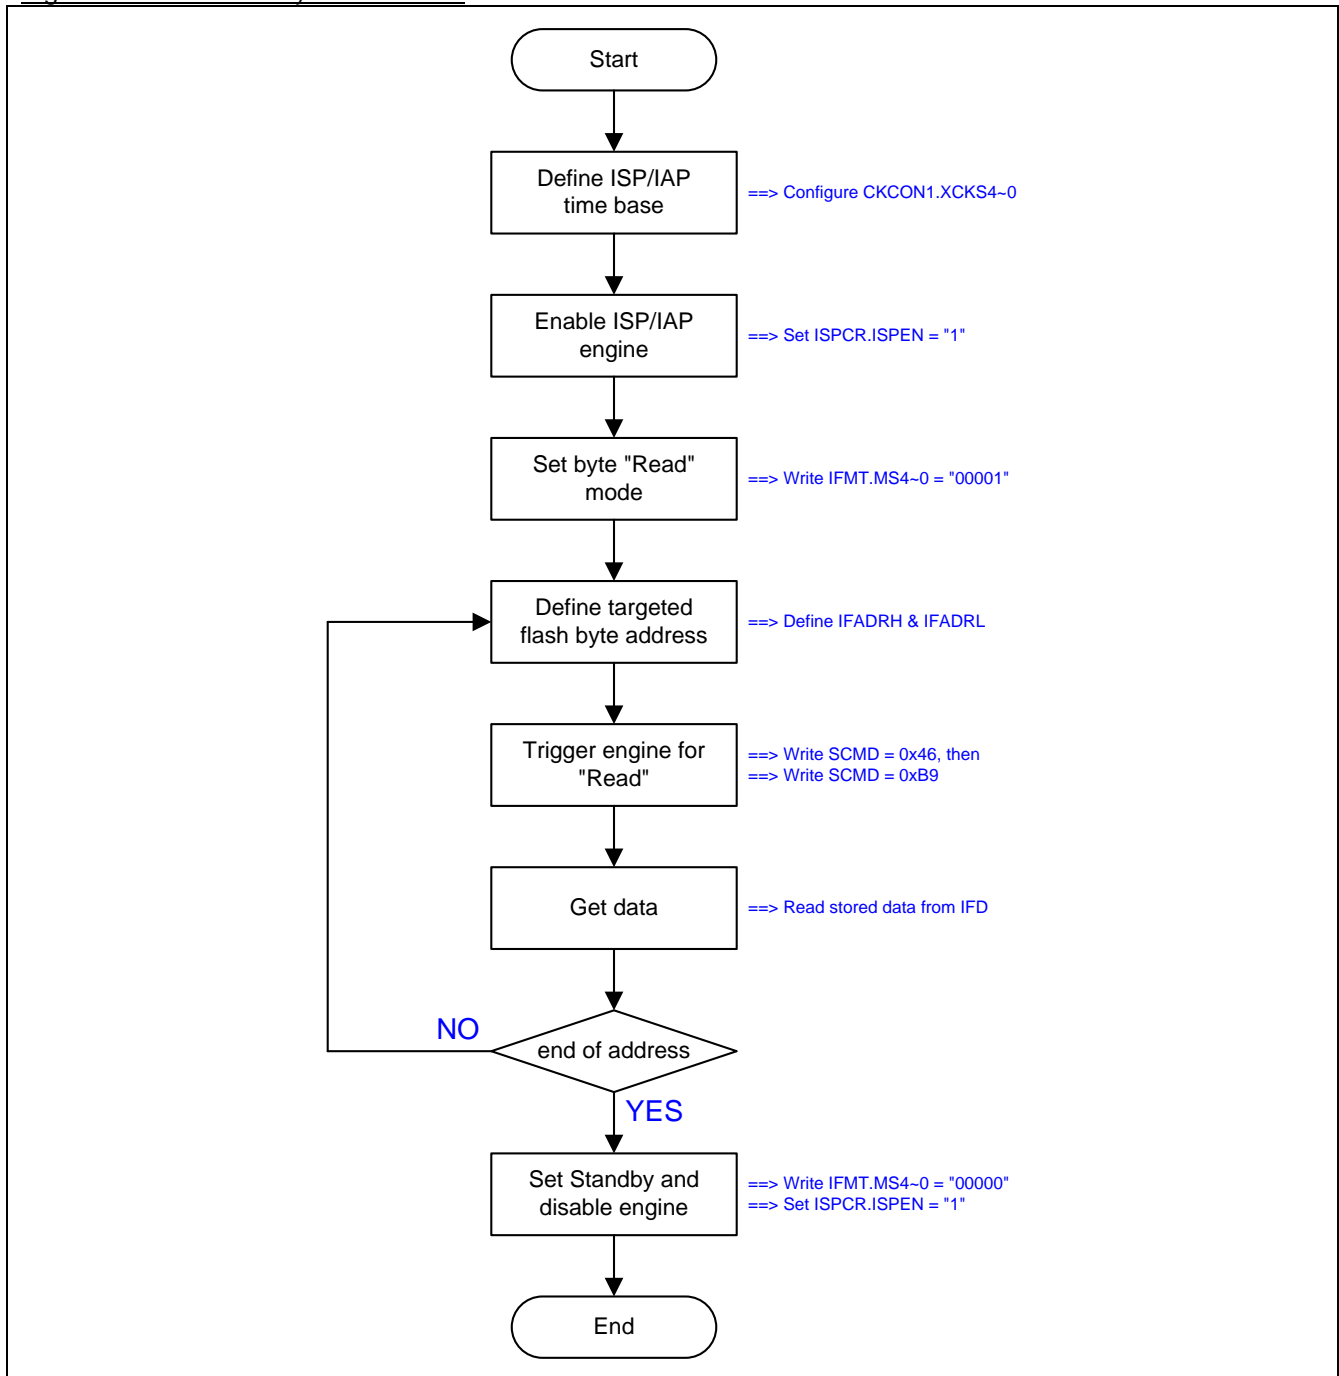 Start
Define ISP/IAP
time base
==> Configure CKCON1.XCKS4~0
Enable ISP/IAP
engine
==> Set ISPCR.ISPEN = "1"
Set byte "Read"
mode
==> Write IFMT.MS4~0 = "00001"
Define targeted
flash byte address
==> Define IFADRH & IFADRL
Trigger engine for
"Read"
==> Write SCMD = 0x46, then
==> Write SCMD = 0xB9
Get data
==> Read stored data from IFD
NO
end of address
YES
Set Standby and
disable engine
==> Write IFMT.MS4~0 = "00000"
==> Set ISPCR.ISPEN = "1"
End